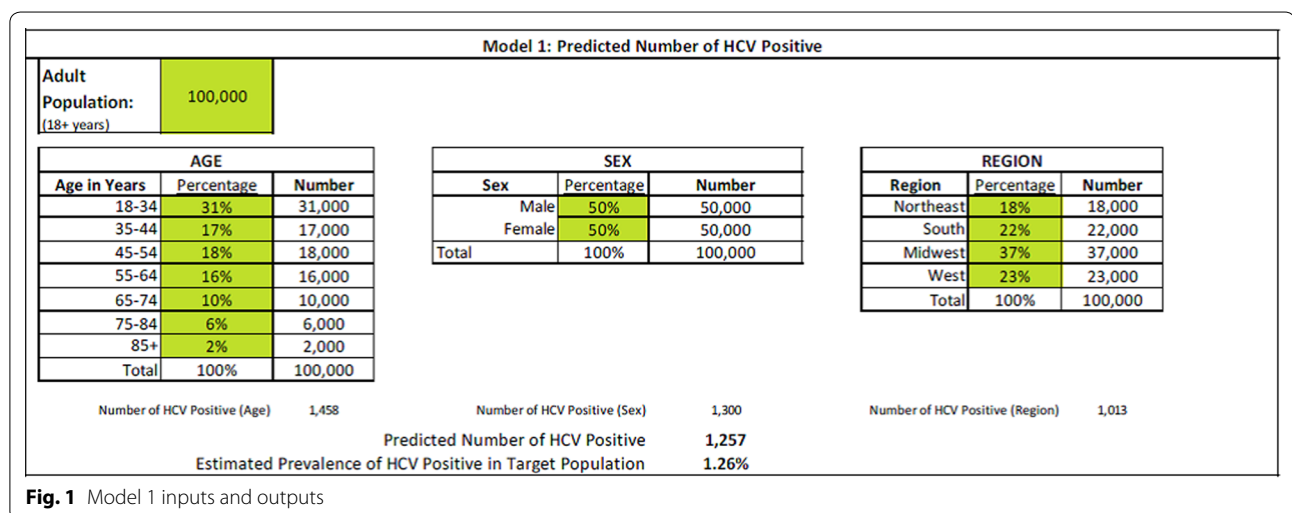 Model 1: Predicted Number of HCV Positive
Adult
Population:
(18+ years)
100,000
AGE
Age in Years Percentage Number
18-34 31% 31,000
35-44 17% 17,000
45-54 18% 18,000
55-64 16% 16,000
65-74 10% 10,000
75-84 6% 6,000
85+ 2% 2,000
Total 100% 100,000
SEX
Sex Percentage Number
Male 50% 50,000
Female 50% 50,000
Total 100% 100,000
REGION
Region Percentage Number
Northeast 18% 18,000
South 22% 22,000
Midwest 37% 37,000
West 23% 23,000
Total 100% 100,000
Number of HCV Positive (Age) 1,458
Number of HCV Positive (Sex) 1,300
Number of HCV Positive (Region) 1,013
Predicted Number of HCV Positive 1,257
Estimated Prevalence of HCV Positive in Target Population 1.26%
Fig. 1 Model 1 inputs and outputs